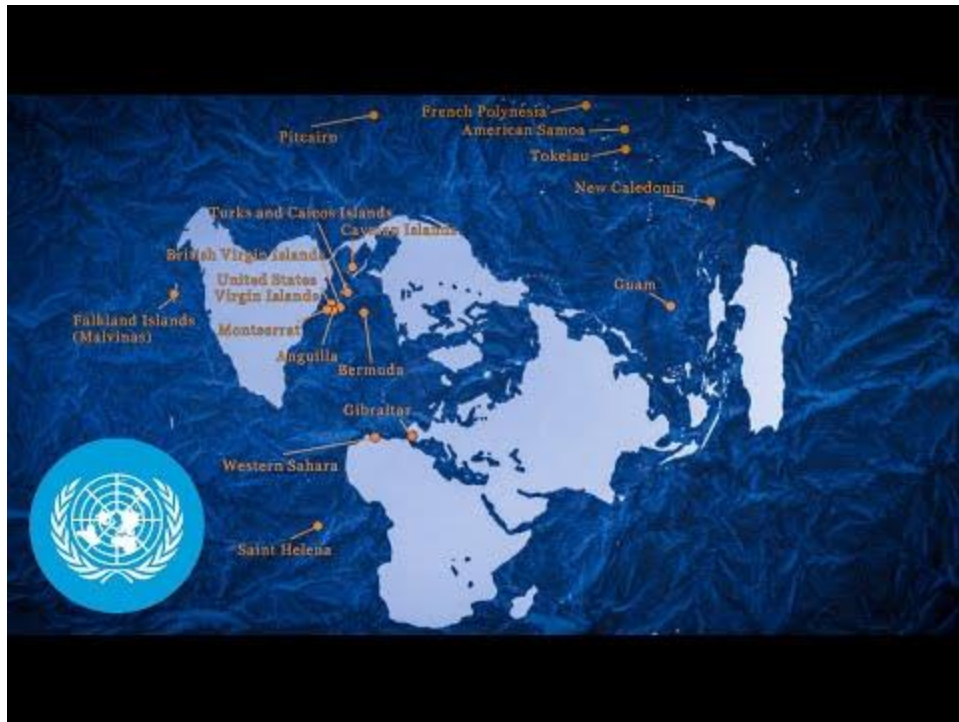 French Polynesia
Pitcairn
American Samoa
Tokelau
New Caledonia
Turks and Caicos Islands
Cayman Islands
British Virgin Islands
United States
Virgin Islands
Guam
Falkland Islands
(Malvinas)
Montserrat
Anguilla
Bermuda
Gibraltar
Western Sahara
Saint Helena